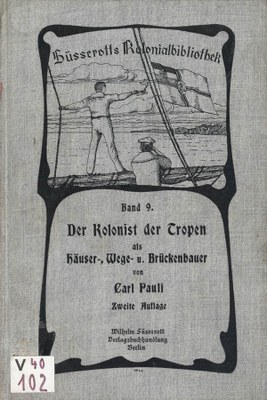 Süsserotts Kolonialbibliothek
Band 9.
Der Kolonist der Tropen
als
Häuser-, Wege- u. Brückenbauer
von
Carl Pauli
Zweite Auflage
Wilhelm Süsserott
Verlagsbuchhandlung
Berlin
V 40
102